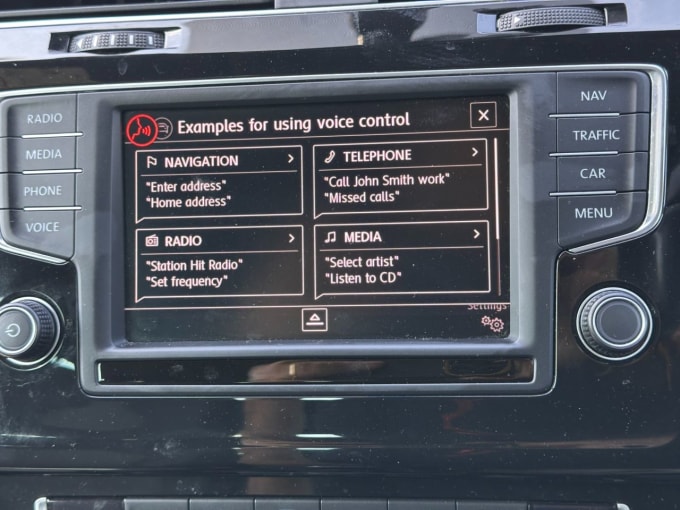 RADIO
MEDIA
PHONE
VOICE
Examples for using voice control
NAVIGATION
"Enter address"
"Home address"
TELEPHONE
"Call John Smith work"
"Missed calls"
RADIO
"Station Hit Radio"
"Set frequency"
MEDIA
"Select artist"
"Listen to CD"
Settings
NAV
TRAFFIC
CAR
MENU